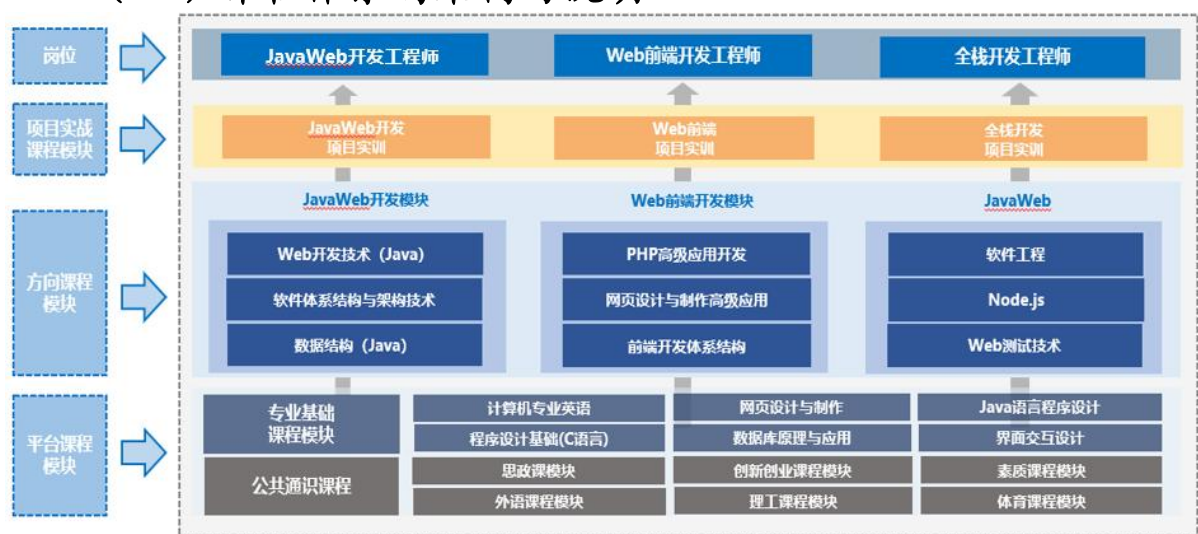 岗位
JavaWeb开发工程师
Web前端开发工程师
全栈开发工程师
项目实战
课程模块
JavaWeb开发
项目实训
Web前端
项目实训
全栈开发
项目实训
方向课程
模块
JavaWeb开发模块
Web开发技术（Java）
软件体系结构与架构技术
数据结构（Java）
Web前端开发模块
PHP高级应用开发
网页设计与制作高级应用
前端开发体系结构
JavaWeb
软件工程
Node.js
Web测试技术
平台课程
模块
专业基础
课程模块
计算机专业英语
网页设计与制作
Java语言程序设计
程序设计基础(C语言)
数据库原理与应用
界面交互设计
公共通识课程
思政课模块
创新创业课程模块
素质课程模块
外语课程模块
理工课程模块
体育课程模块